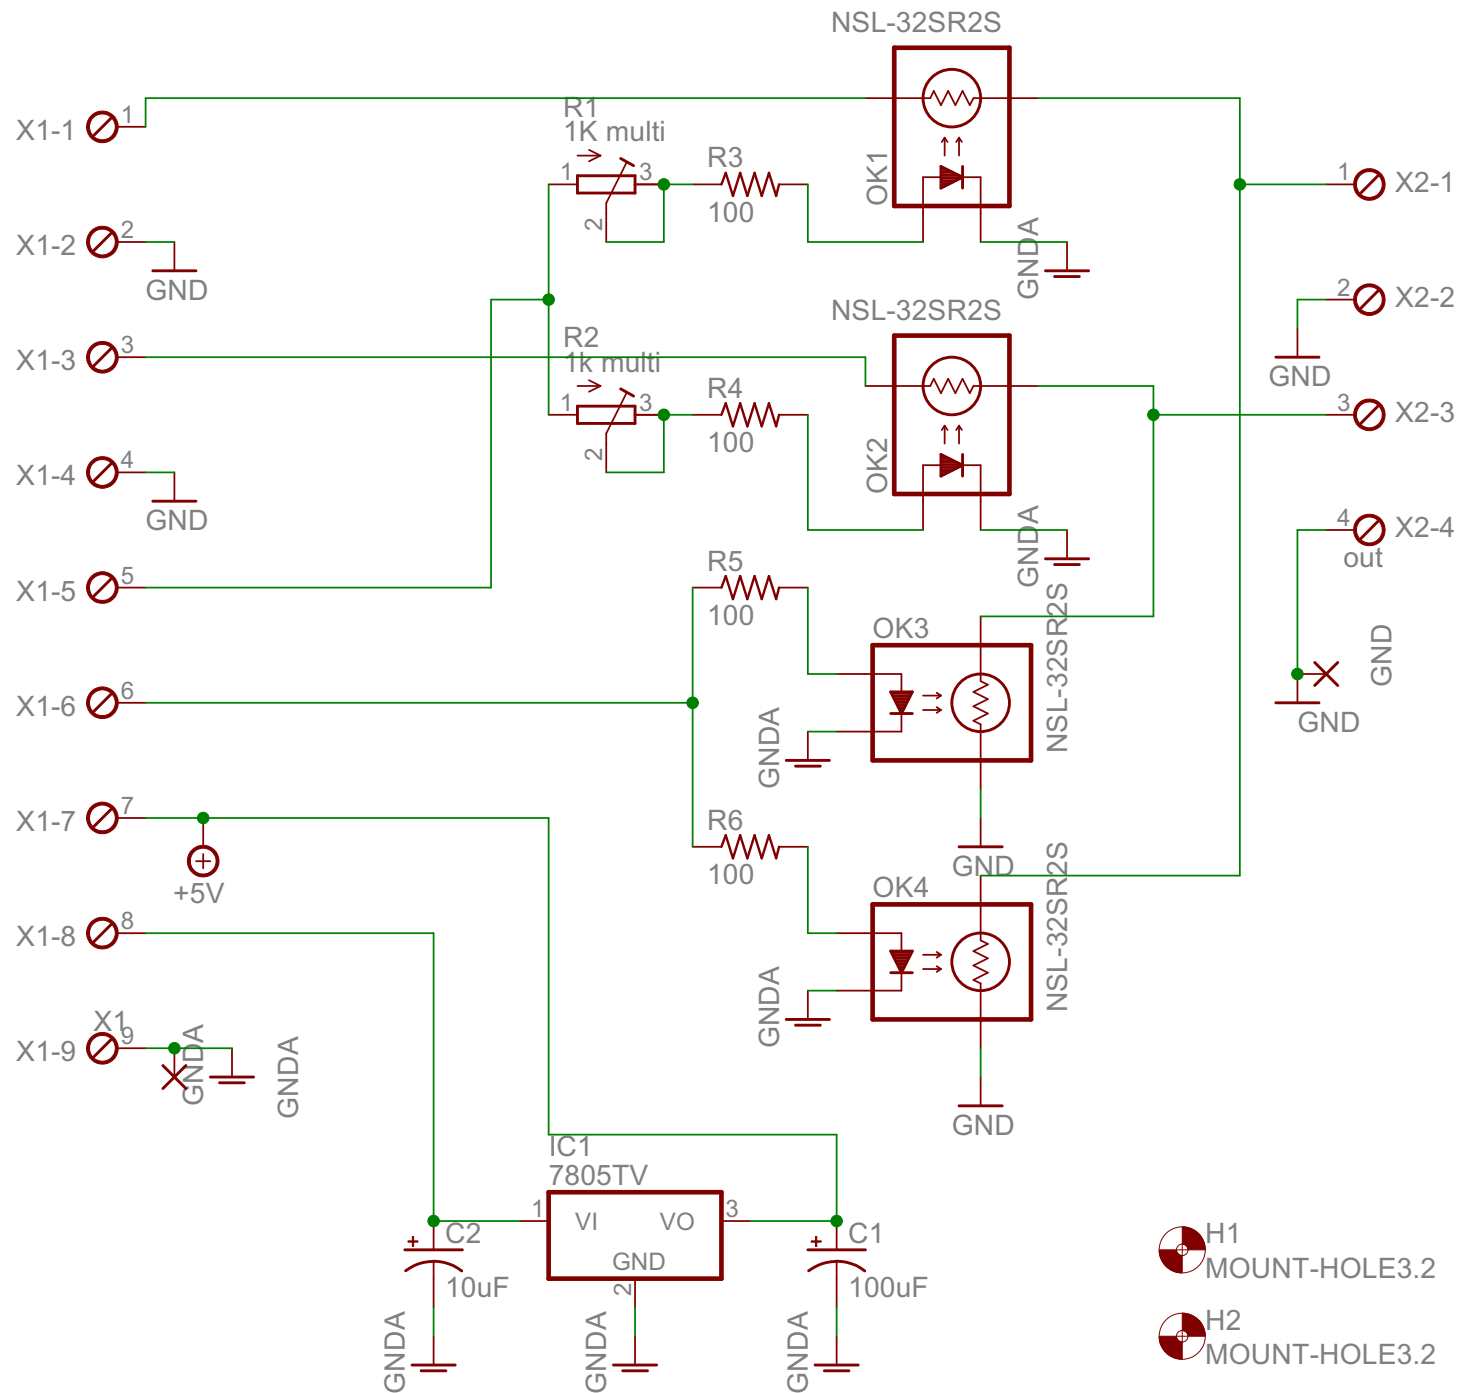 NSL-32SR2S
X1-1
1
R1
1K multi
1
3
2
R3
100
OK1
GNDA
1
X2-1
X1-2
2
GND
NSL-32SR2S
2
X2-2
GND
X1-3
3
R2
1k multi
1
3
2
R4
100
OK2
GNDA
3
X2-3
X1-4
4
GND
4
X2-4
out
GND
GND
X1-5
5
R5
100
OK3
NSL-32SR2S
GNDA
GND
X1-6
6
X1-7
7
+5V
R6
100
OK4
NSL-32SR2S
GNDA
GND
X1-8
8
X1
X1-9
9
GNDA
GNDA
IC1
7805TV
1
VI
VO
3
GND
2
C2
10uF
C1
100uF
GNDA
GNDA
GNDA
H1
MOUNT-HOLE3.2
H2
MOUNT-HOLE3.2